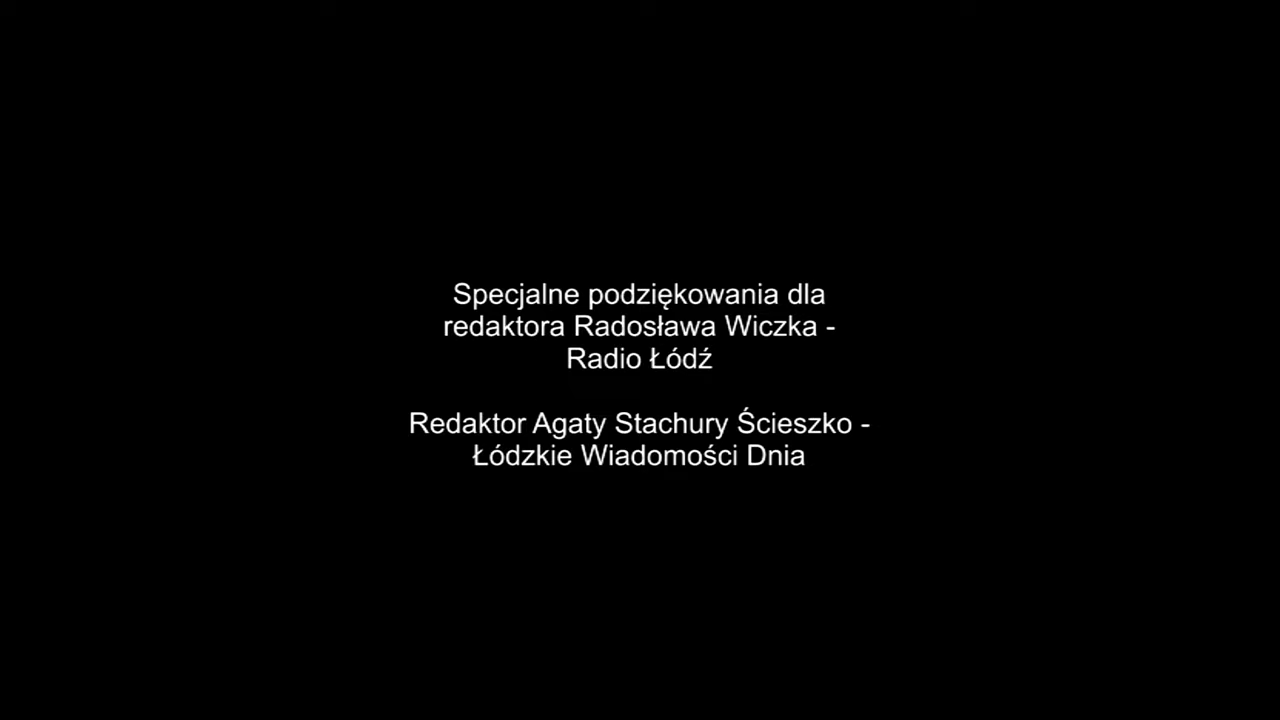 Specjalne podziękowania dla
redaktora Radosława Wiczka -
Radio Łódź
Redaktor Agaty Stachury Ścieszko -
Łódzkie Wiadomości Dnia